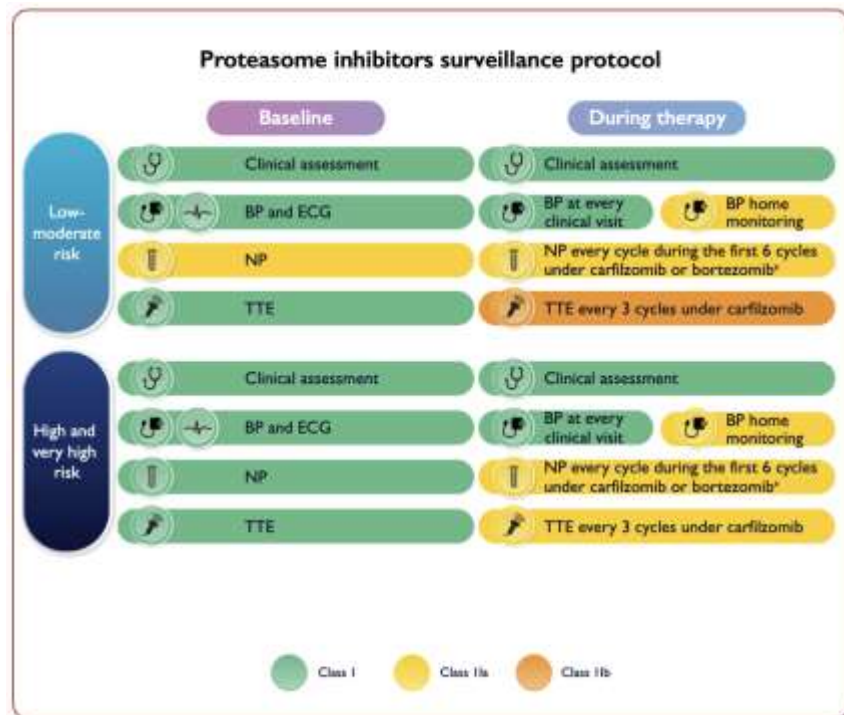 Proteasome inhibitors surveillance protocol
Baseline
During therapy
Low-
moderate
risk
Clinical assessment
Clinical assessment
BP and ECG
BP at every
clinical visit
BP home
monitoring
NP
NP every cycle during the first 6 cycles
under carfilzomib or bortezomibª
TTE
TTE every 3 cycles under carfilzomib
High and
very high
risk
Clinical assessment
Clinical assessment
BP and ECG
BP at every
clinical visit
BP home
monitoring
NP
NP every cycle during the first 6 cycles
under carfilzomib or bortezomibª
TTE
TTE every 3 cycles under carfilzomib
Class I
Class IIa
Class IIb